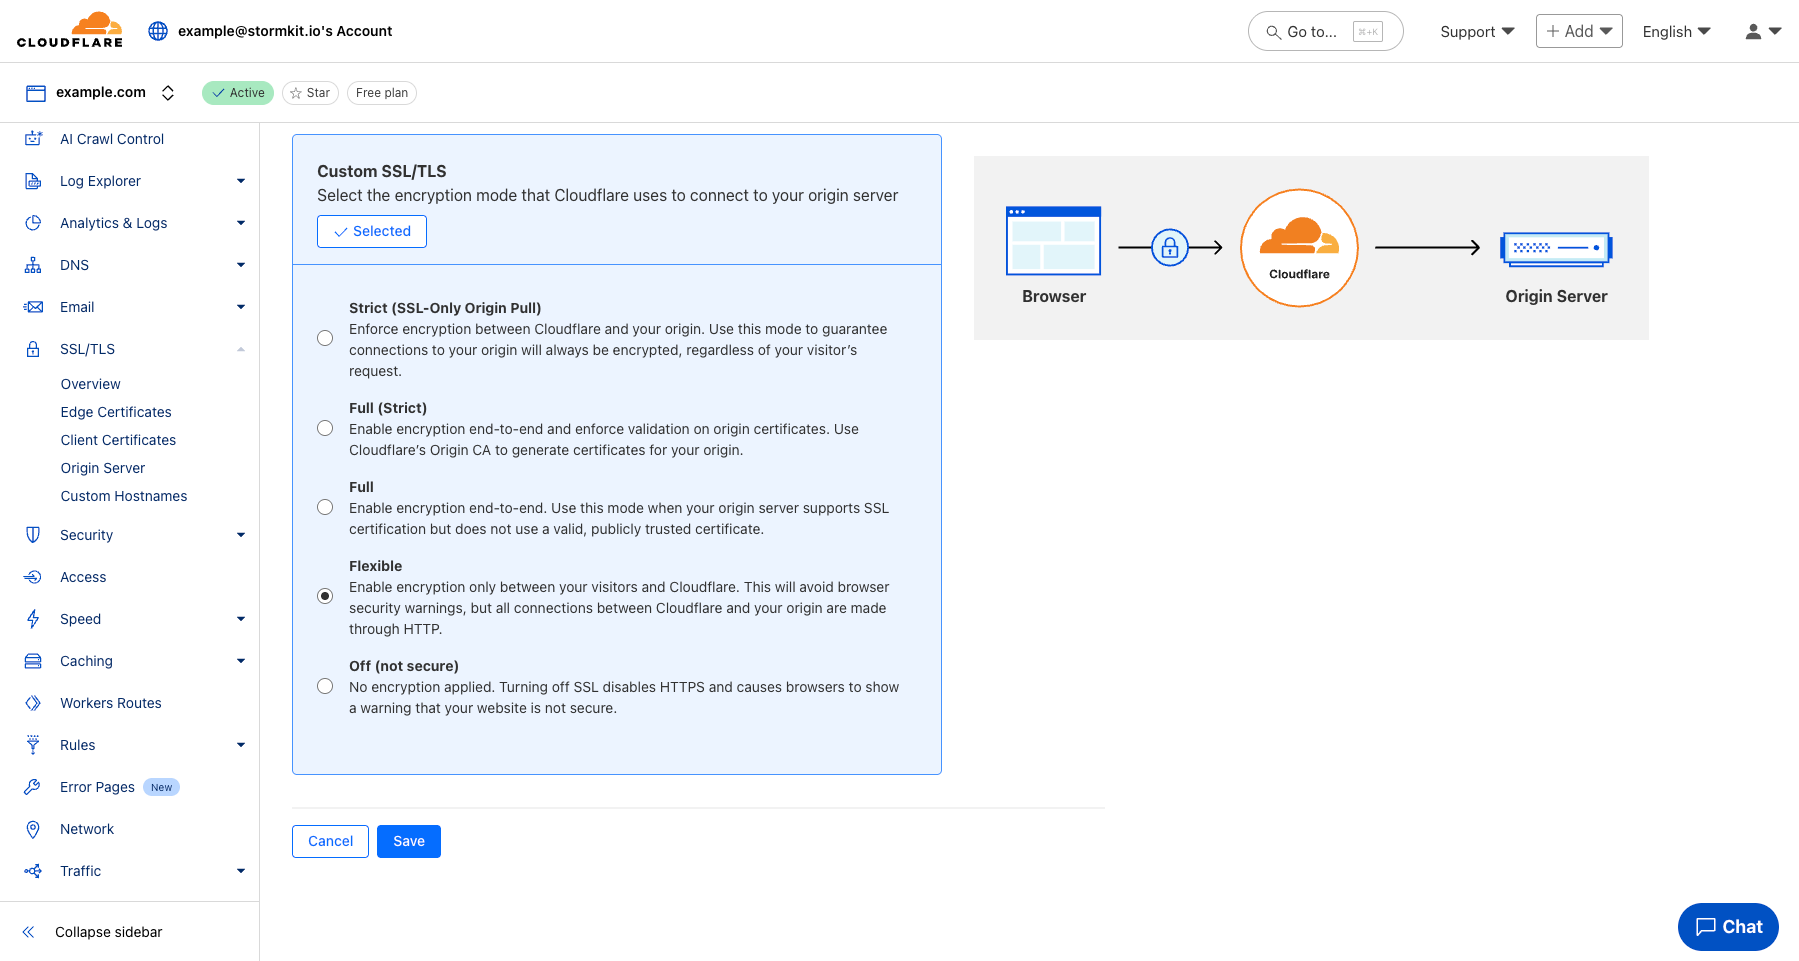 CLOUDFLARE
example@stormkit.io's Account
Go to...
⌘+K
Support
+ Add
English
example.com
Active
Star
Free plan
AI Crawl Control
Log Explorer
Analytics & Logs
DNS
Email
SSL/TLS
Overview
Edge Certificates
Client Certificates
Origin Server
Custom Hostnames
Security
Access
Speed
Caching
Workers Routes
Rules
Error Pages New
Network
Traffic
Collapse sidebar
Custom SSL/TLS
Select the encryption mode that Cloudflare uses to connect to your origin server
Selected
Strict (SSL-Only Origin Pull)
Enforce encryption between Cloudflare and your origin. Use this mode to guarantee
connections to your origin will always be encrypted, regardless of your visitor’s
request.
Full (Strict)
Enable encryption end-to-end and enforce validation on origin certificates. Use
Cloudflare’s Origin CA to generate certificates for your origin.
Full
Enable encryption end-to-end. Use this mode when your origin server supports SSL
certification but does not use a valid, publicly trusted certificate.
Flexible
Enable encryption only between your visitors and Cloudflare. This will avoid browser
security warnings, but all connections between Cloudflare and your origin are made
through HTTP.
Off (not secure)
No encryption applied. Turning off SSL disables HTTPS and causes browsers to show
a warning that your website is not secure.
Cancel
Save
Browser
Cloudflare
Origin Server
Chat